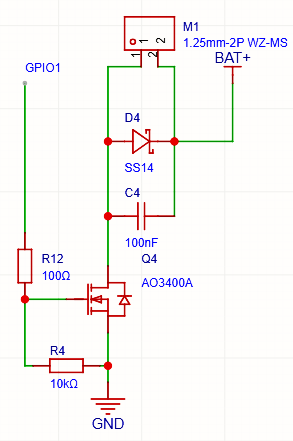 M1
1
2
1.25mm-2P WZ-MS
BAT+
GPIO1
D4
SS14
C4
100nF
Q4
AO3400A
R12
100Ω
R4
10kΩ
GND